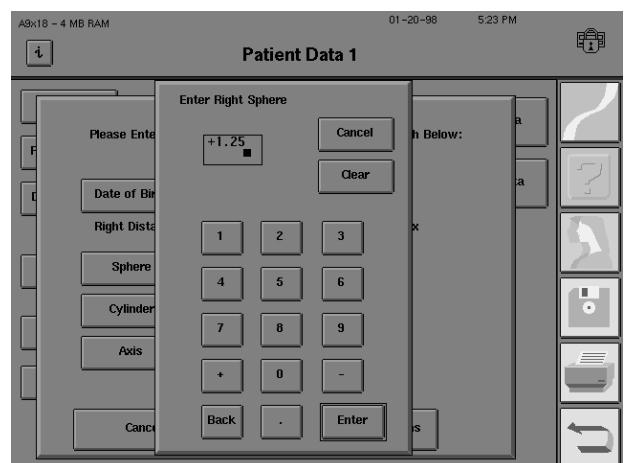 A9x18 - 4 MB RAM
01-20-98 5:23 PM
i
Patient Data 1
Enter Right Sphere
+1.25
Cancel
Clear
Please Ente
h Below:
Date of Bir
Right Dista
x
Sphere
Cylinder
Axis
1 2 3
4 5 6
7 8 9
+ 0 -
Back . Enter
Cance
s
a
ta
F
D
?